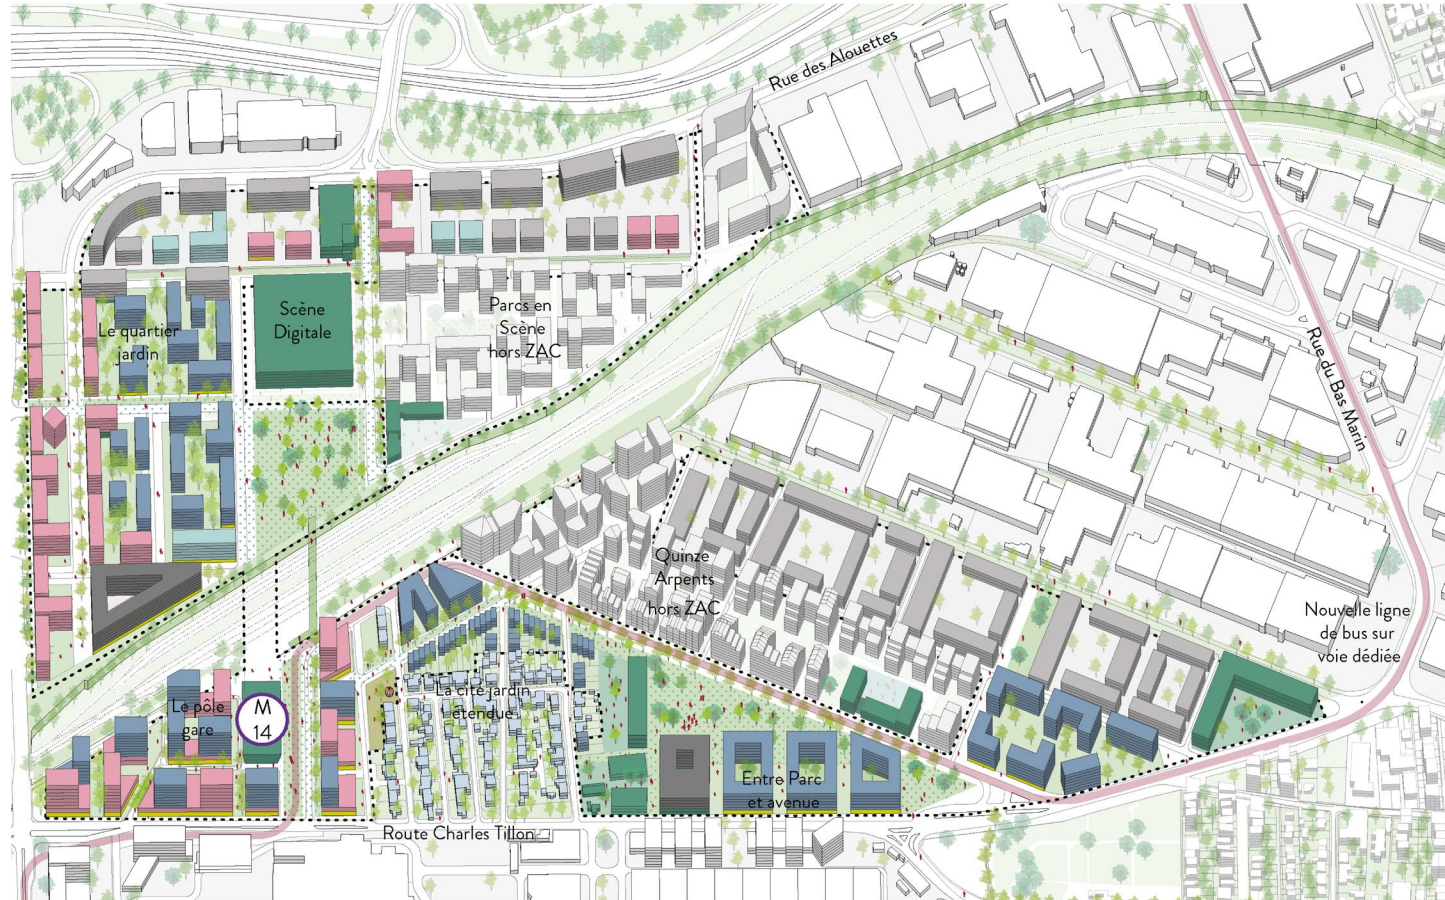 Rue des Alouettes
Scène
Digitale
Parcs en
Scène
hors ZAC
Le quartier
jardin
Rue du Bas Marin
Quinze
Arpents
hors ZAC
Nouvelle ligne
de bus sur
voie dédiée
La cité jardin
étendue
Le pôle
gare
M
14
Entre Parc
et avenue
Route Charles Tillon